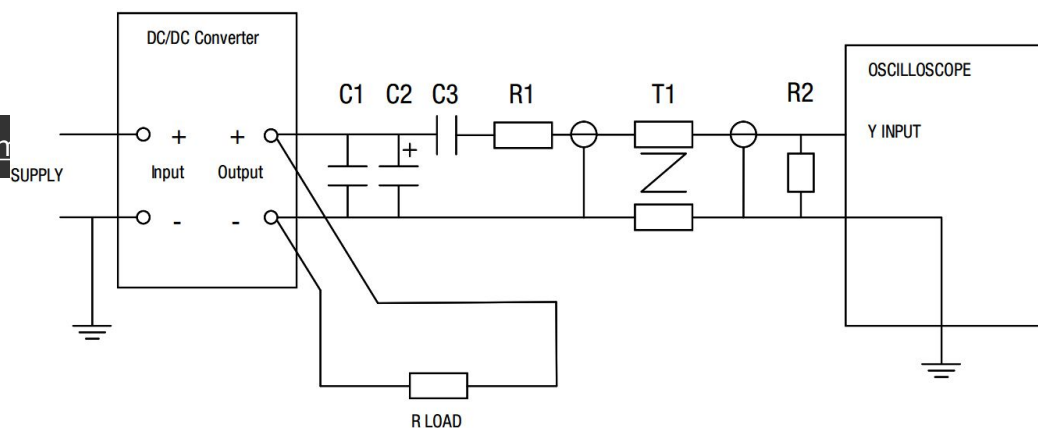 DC/DC Converter
C1 C2 C3 R1 T1 R2
OSCILLOSCOPE
+ + + Y INPUT
SUPPLY Input Output
- -
R LOAD